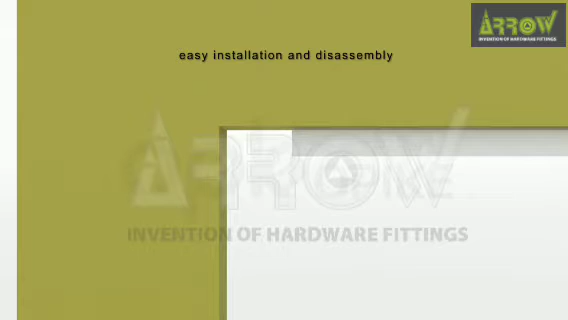 ARROW
INVENTION OF HARDWARE FITTINGS
easy installation and disassembly
ARROW
INVENTION OF HARDWARE FITTINGS